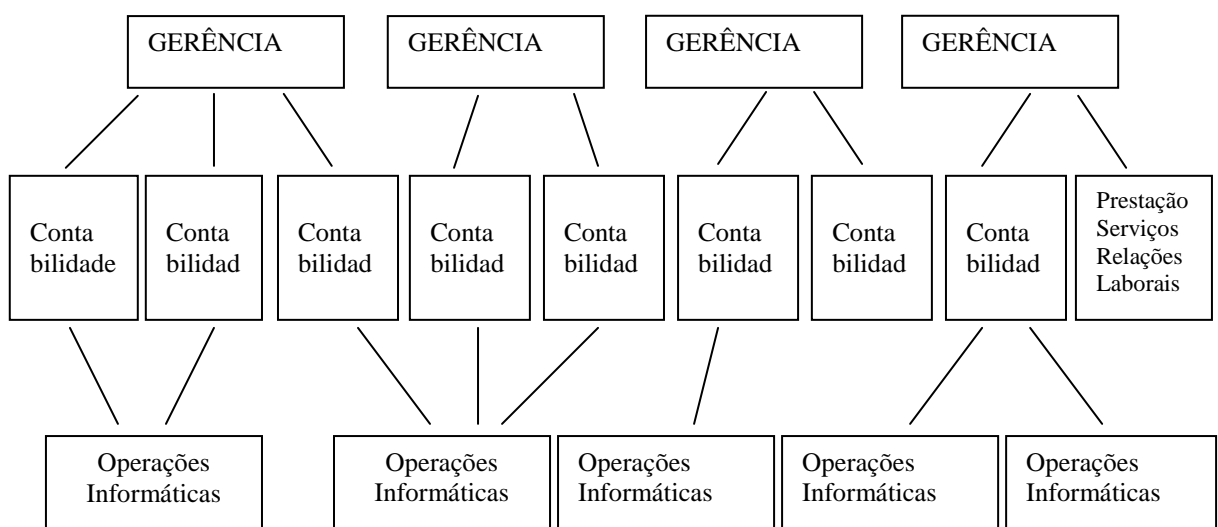 GERÊNCIA
GERÊNCIA
GERÊNCIA
GERÊNCIA
Conta
bilidade
Conta
bilidad
Conta
bilidad
Conta
bilidad
Conta
bilidad
Conta
bilidad
Conta
bilidad
Conta
bilidad
Prestação
Serviços
Relações
Laborais
Operações
Informáticas
Operações
Informáticas
Operações
Informáticas
Operações
Informáticas
Operações
Informáticas